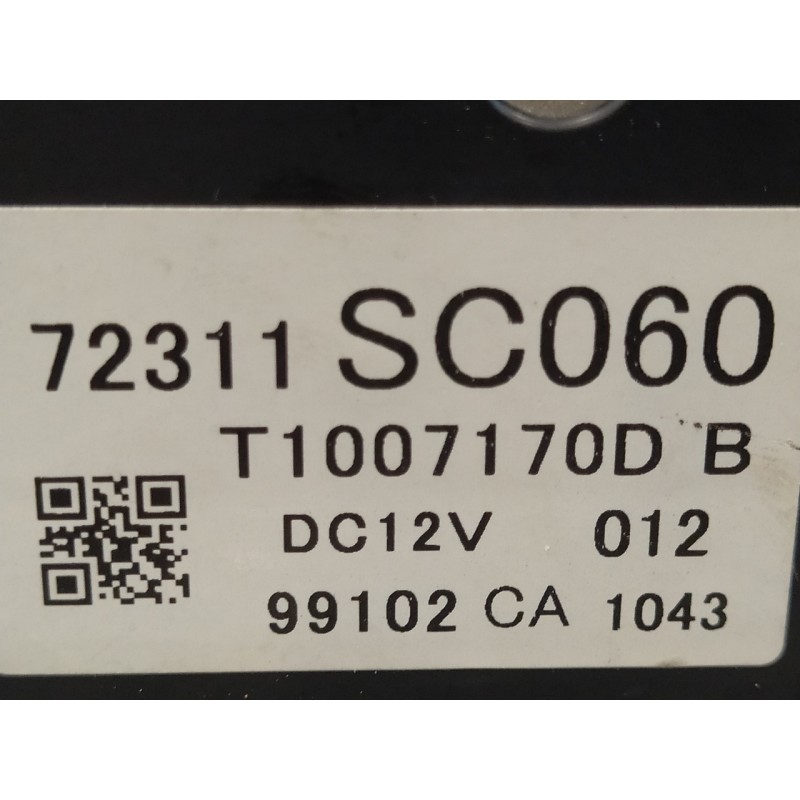 72311 SC060
T1007170D B
DC12V 012
99102 CA 1043